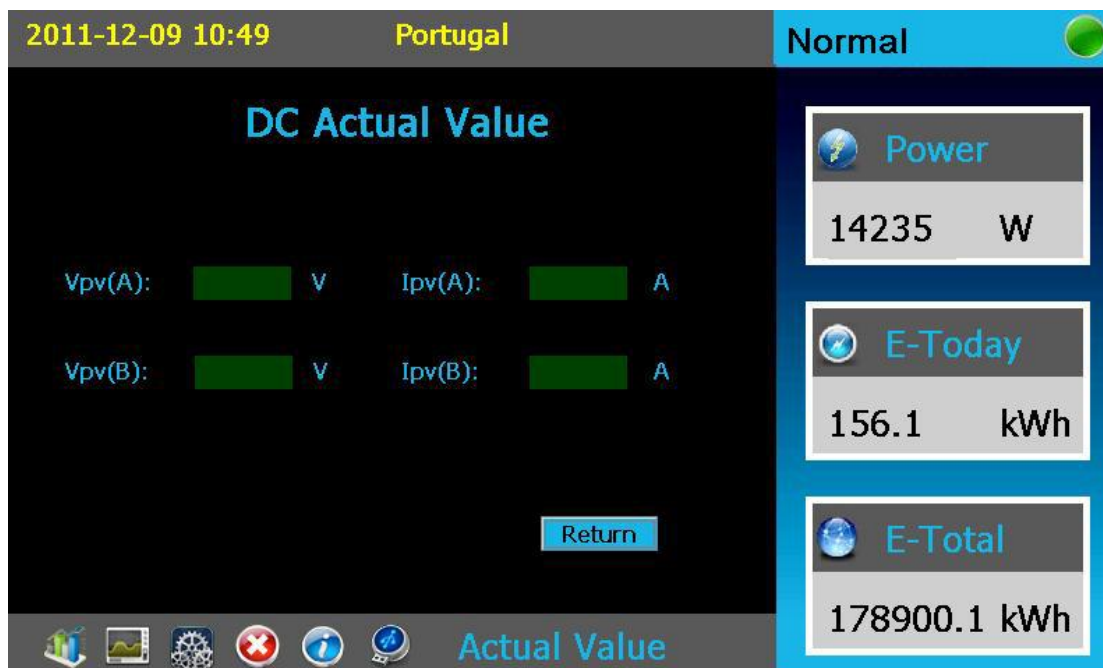 2011-12-09 10:49 Portugal
Normal
DC Actual Value
Vpv(A): V Ipv(A): A
Vpv(B): V Ipv(B): A
Return
Actual Value
Power
14235 W
E-Today
156.1 kWh
E-Total
178900.1 kWh